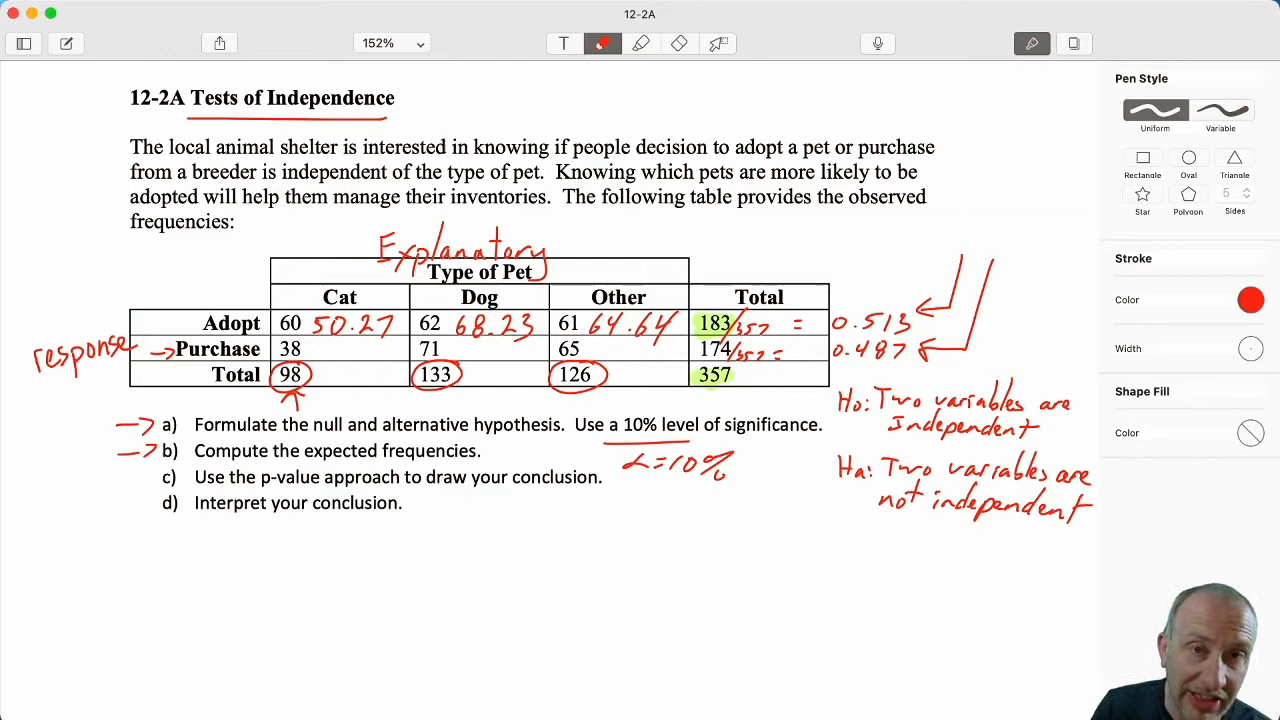 12-2A
152%
T
12-2A Tests of Independence
The local animal shelter is interested in knowing if people decision to adopt a pet or purchase
from a breeder is independent of the type of pet. Knowing which pets are more likely to be
adopted will help them manage their inventories. The following table provides the observed
frequencies:
Explanatory
Type of Pet
Cat Dog Other Total
Adopt 60 50.27 62 68.23 61 64.64 183/357 = 0.513
response Purchase 38 71 65 174/357 = 0.487
Total 98 133 126 357
a) Formulate the null and alternative hypothesis. Use a 10% level of significance.
b) Compute the expected frequencies.
α=10%
c) Use the p-value approach to draw your conclusion.
d) Interpret your conclusion.
Ho: Two variables are
Independent
Ha: Two variables are
not independent
Pen Style
Uniform Variable
Rectangle Oval Triangle
5
Star Polygon Sides
Stroke
Color
Width
Shape Fill
Color